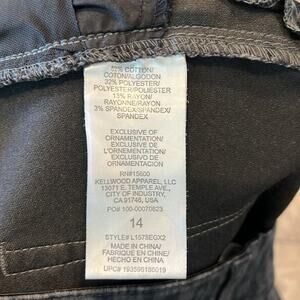 52% COTTON/
COTON/ALGODON
32% POLYESTER/
POLYESTER/POLIESTER
13% RAYON/
RAYONNE/RAYON
3% SPANDEX/SPANDEX/
SPANDEX
EXCLUSIVE OF
ORNAMENTATION/
EXCLUSIVE DE
L'ORNEMENTATION/
EXCLUSIVO DE
ORNAMENTACION
RN#15600
KELLWOOD APPAREL, LLC
13071 E. TEMPLE AVE.,
CITY OF INDUSTRY,
CA 91746, USA
PO# 100-00070823
14
STYLE# L1578EGX2
MADE IN CHINA/
FABRIQUE EN CHINE/
HECHO EN CHINA
UPC# 193595186019